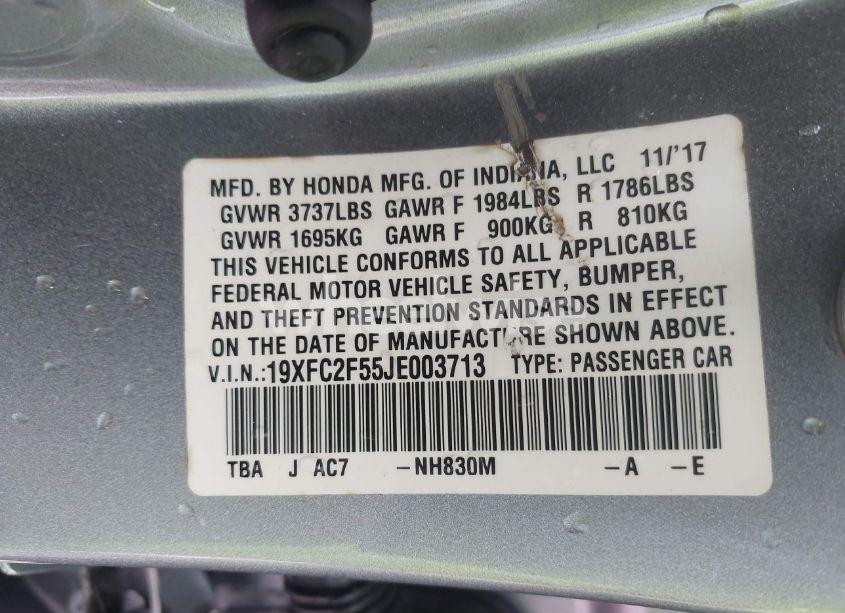 MFD. BY HONDA MFG. OF INDIANA, LLC 11/'17
GVWR 3737LBS GAWR F 1984LBS R 1786LBS
GVWR 1695KG GAWR F 900KG R 810KG
THIS VEHICLE CONFORMS TO ALL APPLICABLE
FEDERAL MOTOR VEHICLE SAFETY, BUMPER,
AND THEFT PREVENTION STANDARDS IN EFFECT
ON THE DATE OF MANUFACTURE SHOWN ABOVE.
V.I.N.:19XFC2F55JE003713 TYPE: PASSENGER CAR
TBA J AC7 -NH830M -A -E